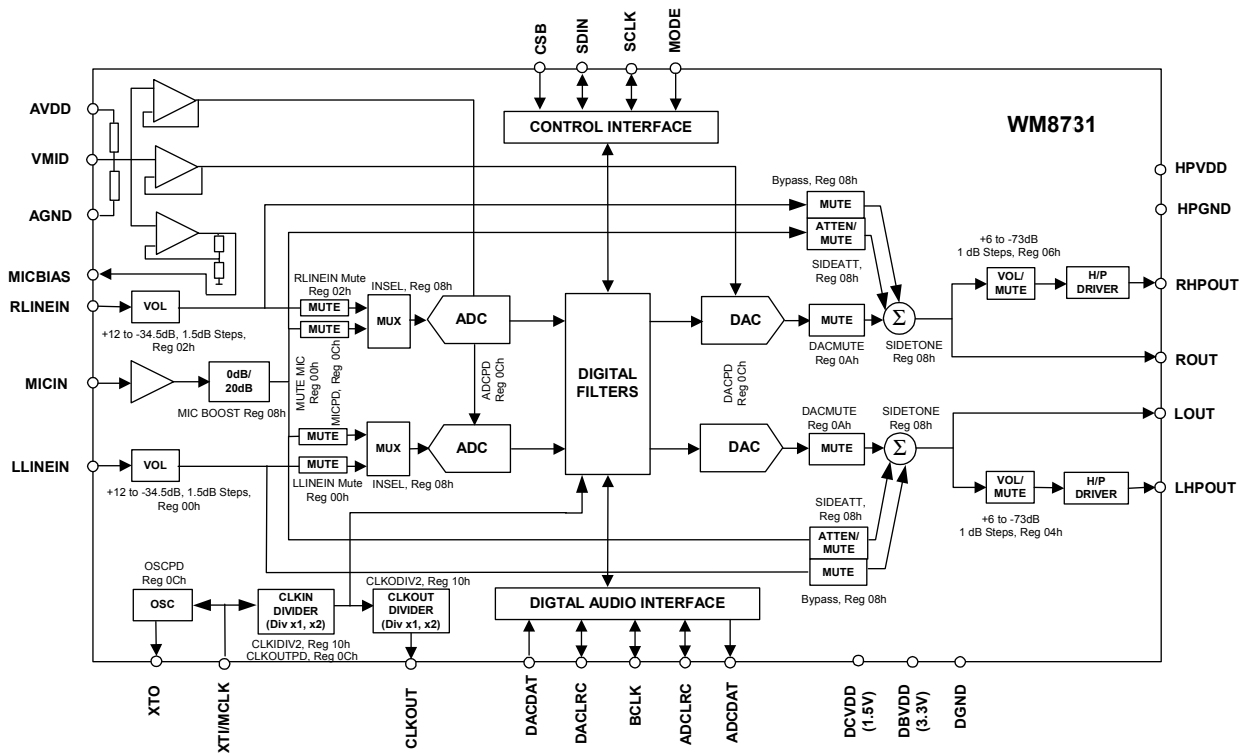 CSB
SDIN
SCLK
MODE
AVDD
VMID
AGND
MICBIAS
RLINEIN
MICIN
LLINEIN
CONTROL INTERFACE
WM8731
HPVDD
HPGND
RHPOUT
ROUT
LOUT
LHPOUT
Bypass, Reg 08h
MUTE
ATTEN/
MUTE
SIDEATT,
Reg 08h
+6 to -73dB
1 dB Steps, Reg 06h
VOL/
MUTE
H/P
DRIVER
VOL
+12 to -34.5dB, 1.5dB Steps,
Reg 02h
RLINEIN Mute
Reg 02h
MUTE
MUTE
INSEL, Reg 08h
MUX
ADC
DIGITAL
FILTERS
DAC
MUTE
DACMUTE
Reg 0Ah
Σ
SIDETONE
Reg 08h
0dB/
20dB
MIC BOOST Reg 08h
MUTE MIC
Reg 00h
MICPD, Reg 0Ch
ADCPD
Reg 0Ch
DACPD
Reg 0Ch
MUTE
MUTE
LLINEIN Mute
Reg 00h
MUX
INSEL, Reg 08h
ADC
DAC
DACMUTE
Reg 0Ah
MUTE
SIDETONE
Reg 08h
Σ
VOL
+12 to -34.5dB, 1.5dB Steps,
Reg 00h
VOL/
MUTE
H/P
DRIVER
+6 to -73dB
1 dB Steps, Reg 04h
SIDEATT,
Reg 08h
ATTEN/
MUTE
MUTE
Bypass, Reg 08h
OSCPD
Reg 0Ch
OSC
CLKIN
DIVIDER
(Div x1, x2)
CLKIDIV2, Reg 10h
CLKOUTPD, Reg 0Ch
CLKODIV2, Reg 10h
CLKOUT
DIVIDER
(Div x1, x2)
DIGTAL AUDIO INTERFACE
XTO
XTI/MCLK
CLKOUT
DACDAT
DACLRC
BCLK
ADCLRC
ADCDAT
DCVDD
(1.5V)
DBVDD
(3.3V)
DGND